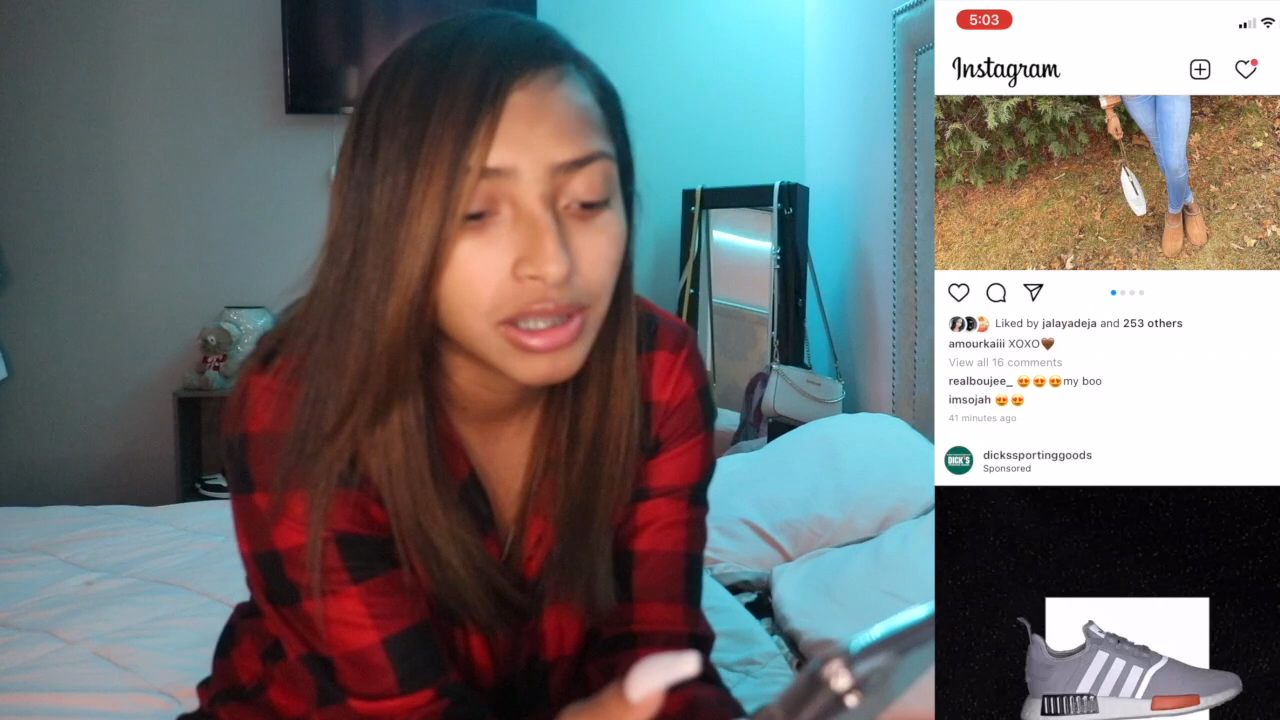 5:03
Instagram
Liked by jalayadeja and 253 others
amourkaiii XOXO🤎
View all 16 comments
realboujee_ 😍😍😍my boo
imsojah 😍😍
41 minutes ago
DICK'S
dickssportinggoods
Sponsored